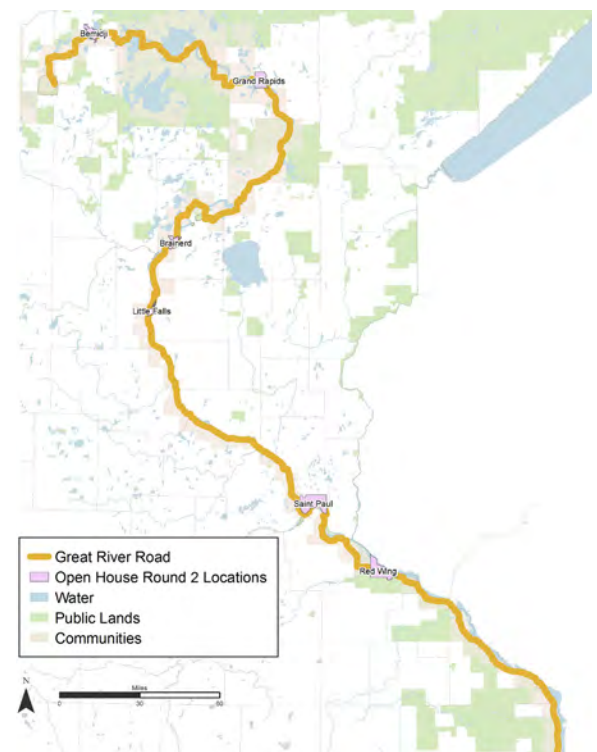 Bemidji
Grand Rapids
Brainerd
Little Falls
Saint Paul
Red Wing
Great River Road
Open House Round 2 Locations
Water
Public Lands
Communities
N
Miles
0 30 60